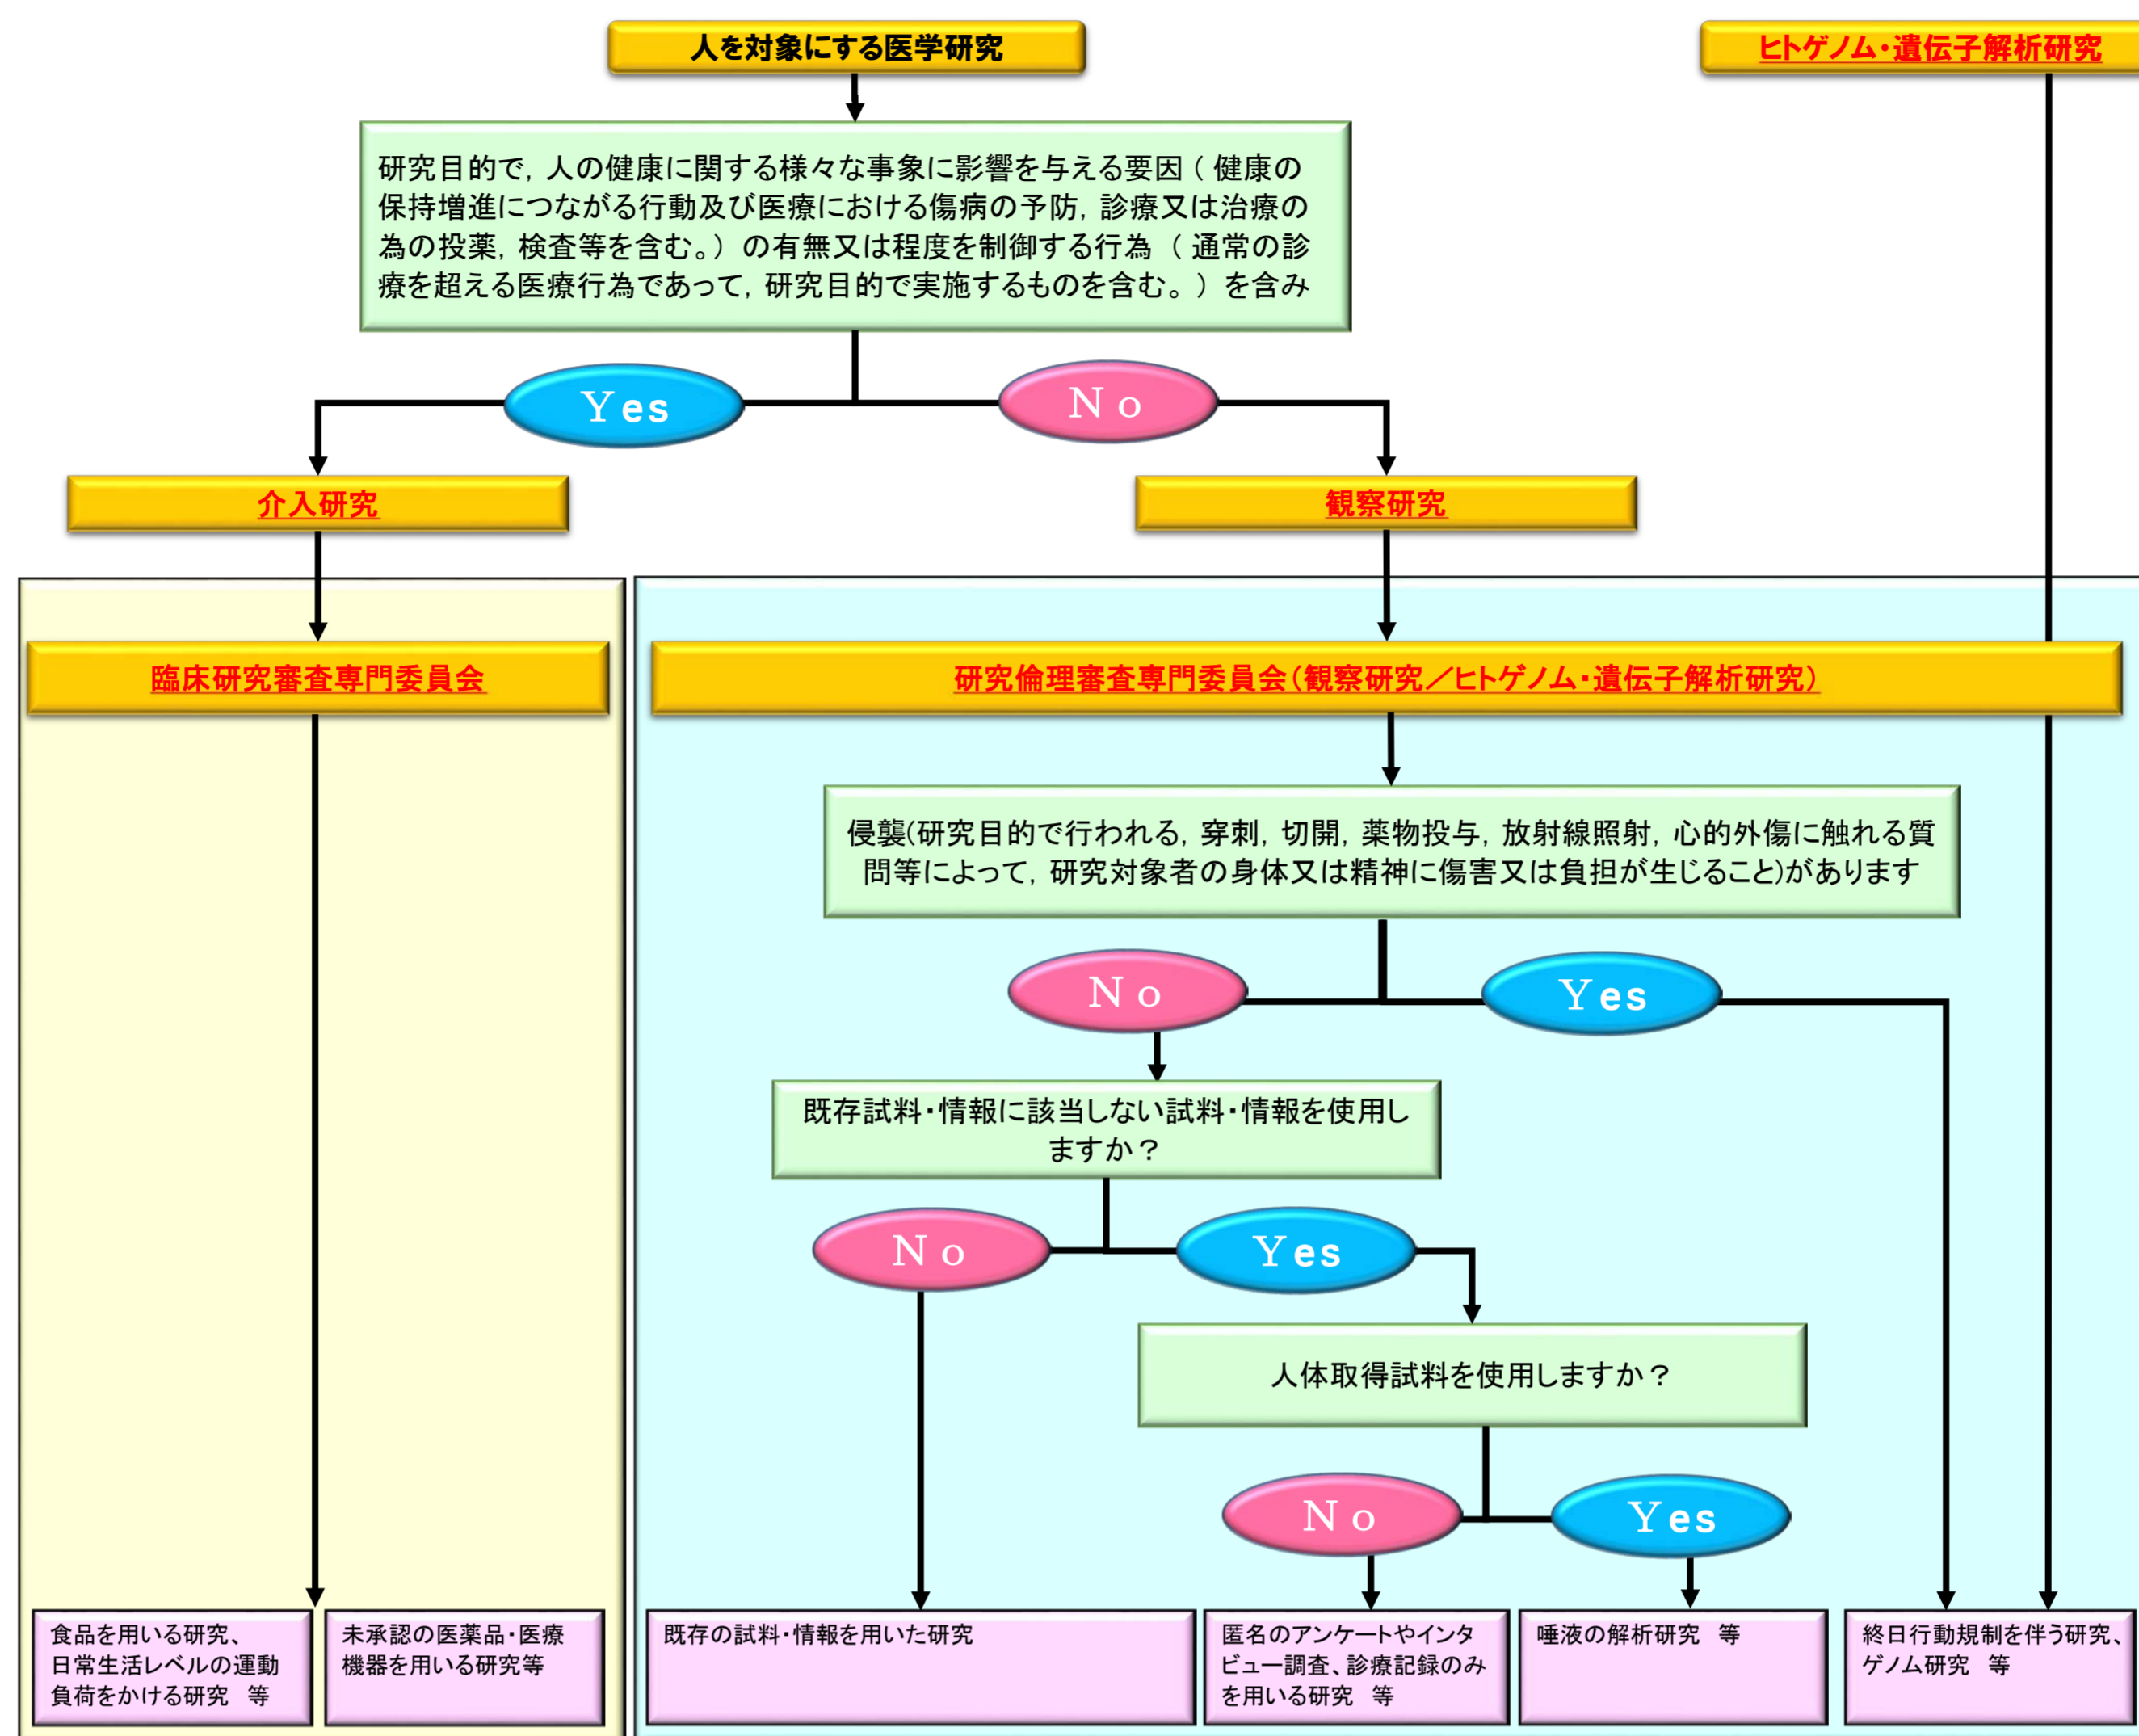 人を対象にする医学研究
ヒトゲノム・遺伝子解析研究
研究目的で，人の健康に関する様々な事象に影響を与える要因（ 健康の
保持増進につながる行動及び医療における傷病の予防，診療又は治療の
為の投薬，検査等を含む。） の有無又は程度を制御する行為 （ 通常の診
療を超える医療行為であって，研究目的で実施するものを含む。 ） を含み
Yes
No
介入研究
観察研究
臨床研究審査専門委員会
研究倫理審査専門委員会（観察研究／ヒトゲノム・遺伝子解析研究）
侵襲(研究目的で行われる，穿刺，切開，薬物投与，放射線照射，心的外傷に触れる質
問等によって，研究対象者の身体又は精神に傷害又は負担が生じること)があります
No
Yes
既存試料・情報に該当しない試料・情報を使用し
ますか？
No
Yes
人体取得試料を使用しますか？
No
Yes
食品を用いる研究、
日常生活レベルの運動
負荷をかける研究　等
未承認の医薬品・医療
機器を用いる研究等
既存の試料・情報を用いた研究
匿名のアンケートやインタ
ビュー調査、診療記録のみ
を用いる研究　等
唾液の解析研究　等
終日行動規制を伴う研究、
ゲノム研究　等